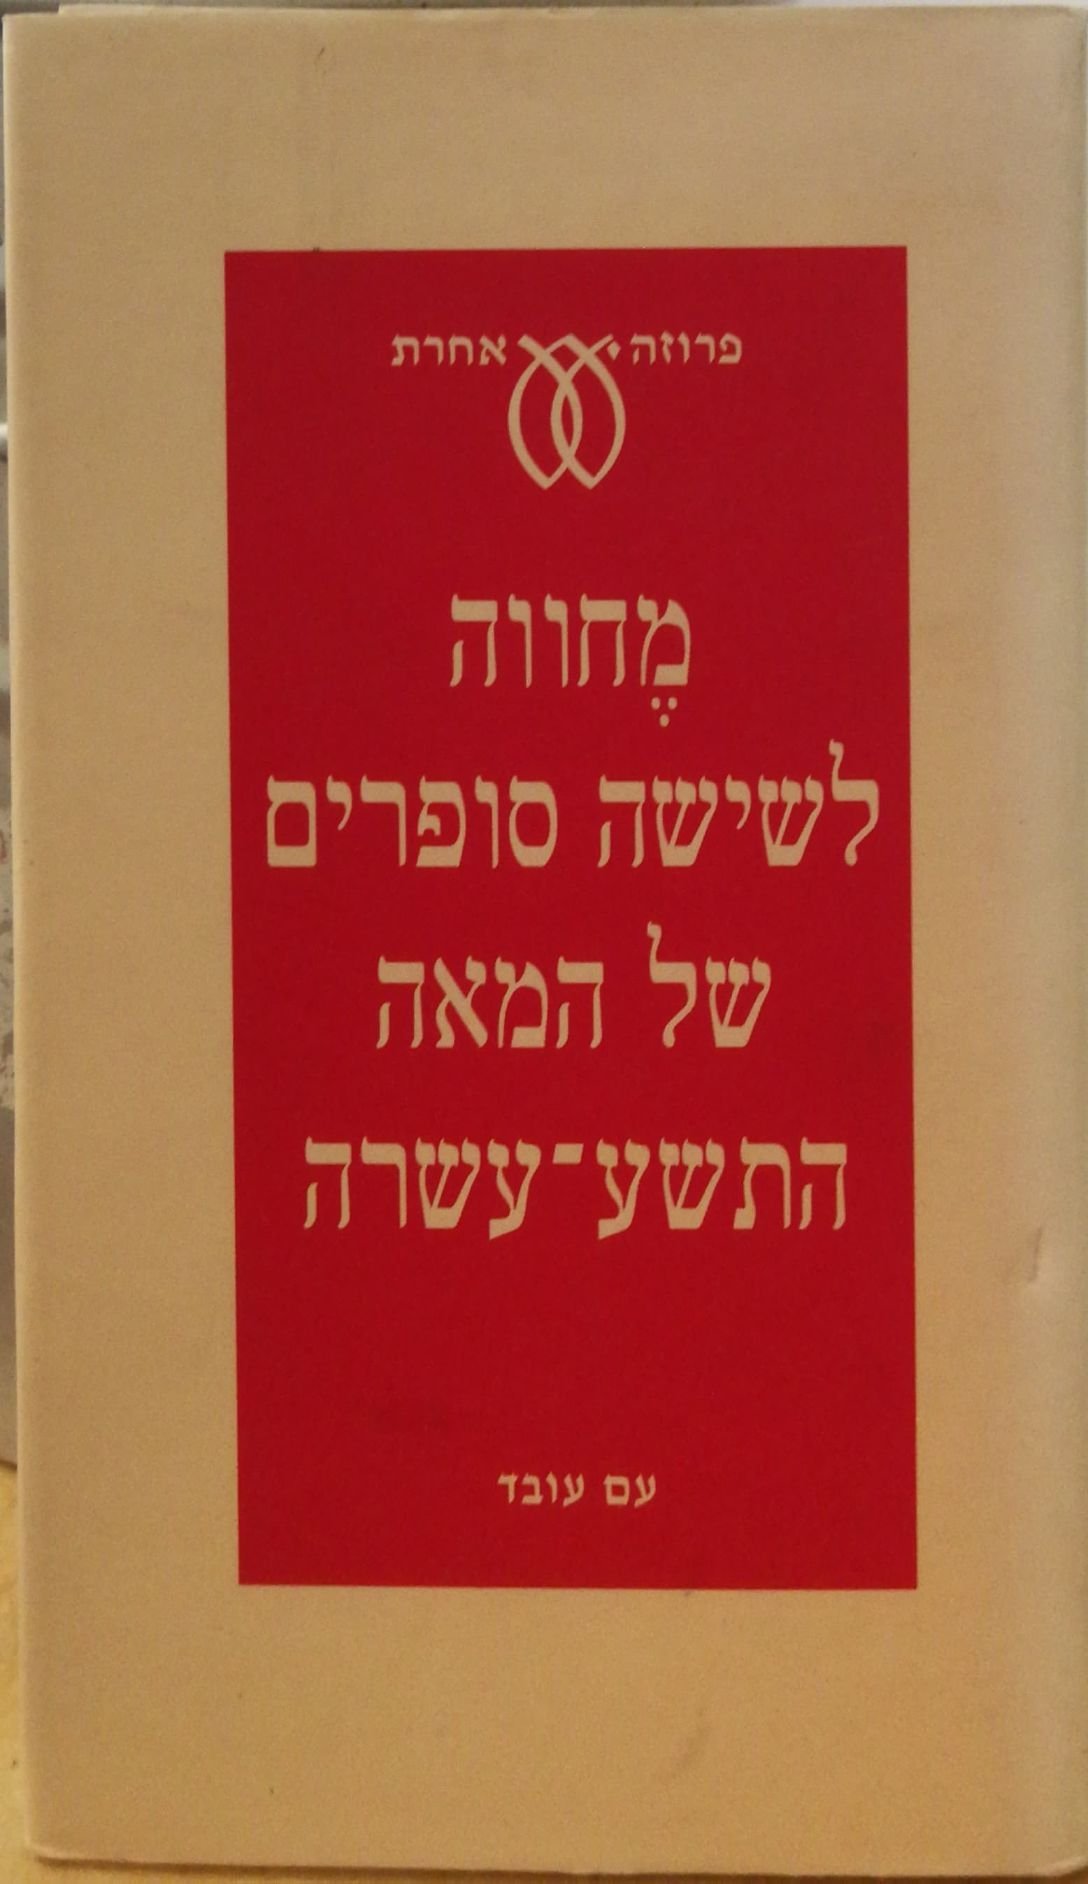 פרוזה אחרת
מֶחווה
לשישה סופרים
של המאה
התשע־עשרה
עם עובד